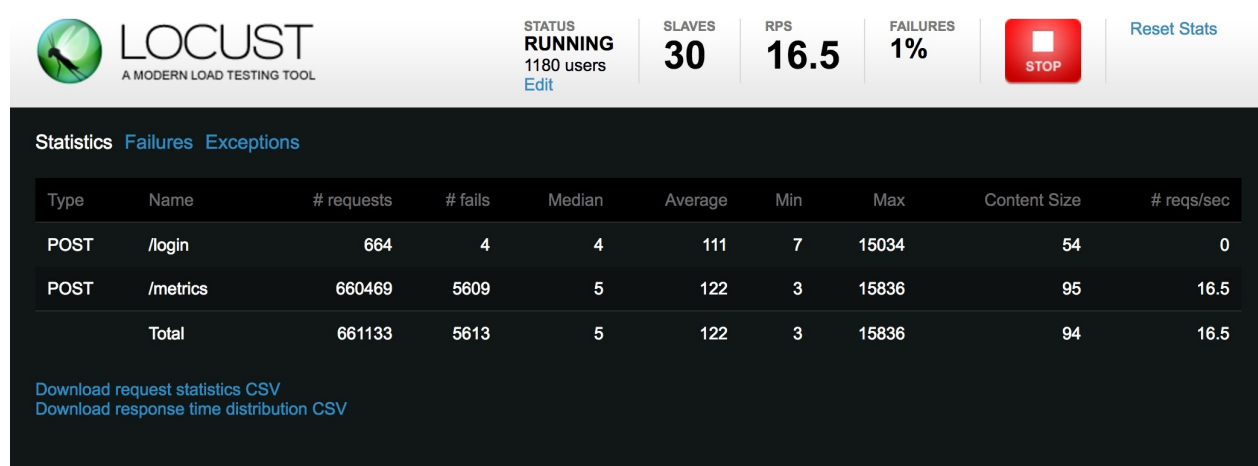 LOCUST
A MODERN LOAD TESTING TOOL
STATUS
RUNNING
1180 users
Edit
SLAVES
30
RPS
16.5
FAILURES
1%
STOP
Reset Stats
Statistics Failures Exceptions
Type Name # requests # fails Median Average Min Max Content Size # reqs/sec
POST /login 664 4 4 111 7 15034 54 0
POST /metrics 660469 5609 5 122 3 15836 95 16.5
Total 661133 5613 5 122 3 15836 94 16.5
Download request statistics CSV
Download response time distribution CSV